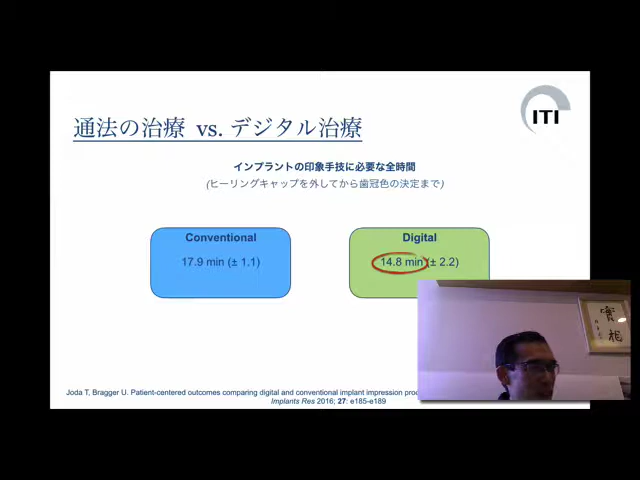 通法の治療 vs. デジタル治療
ITI
インプラントの印象手技に必要な全時間
(ヒーリングキャップを外してから歯冠色の決定まで)
Conventional
17.9 min (± 1.1)
Digital
14.8 min (± 2.2)
實相
Joda T, Bragger U. Patient-centered outcomes comparing digital and conventional implant impression
Implants Res 2016; 27: e185-e189